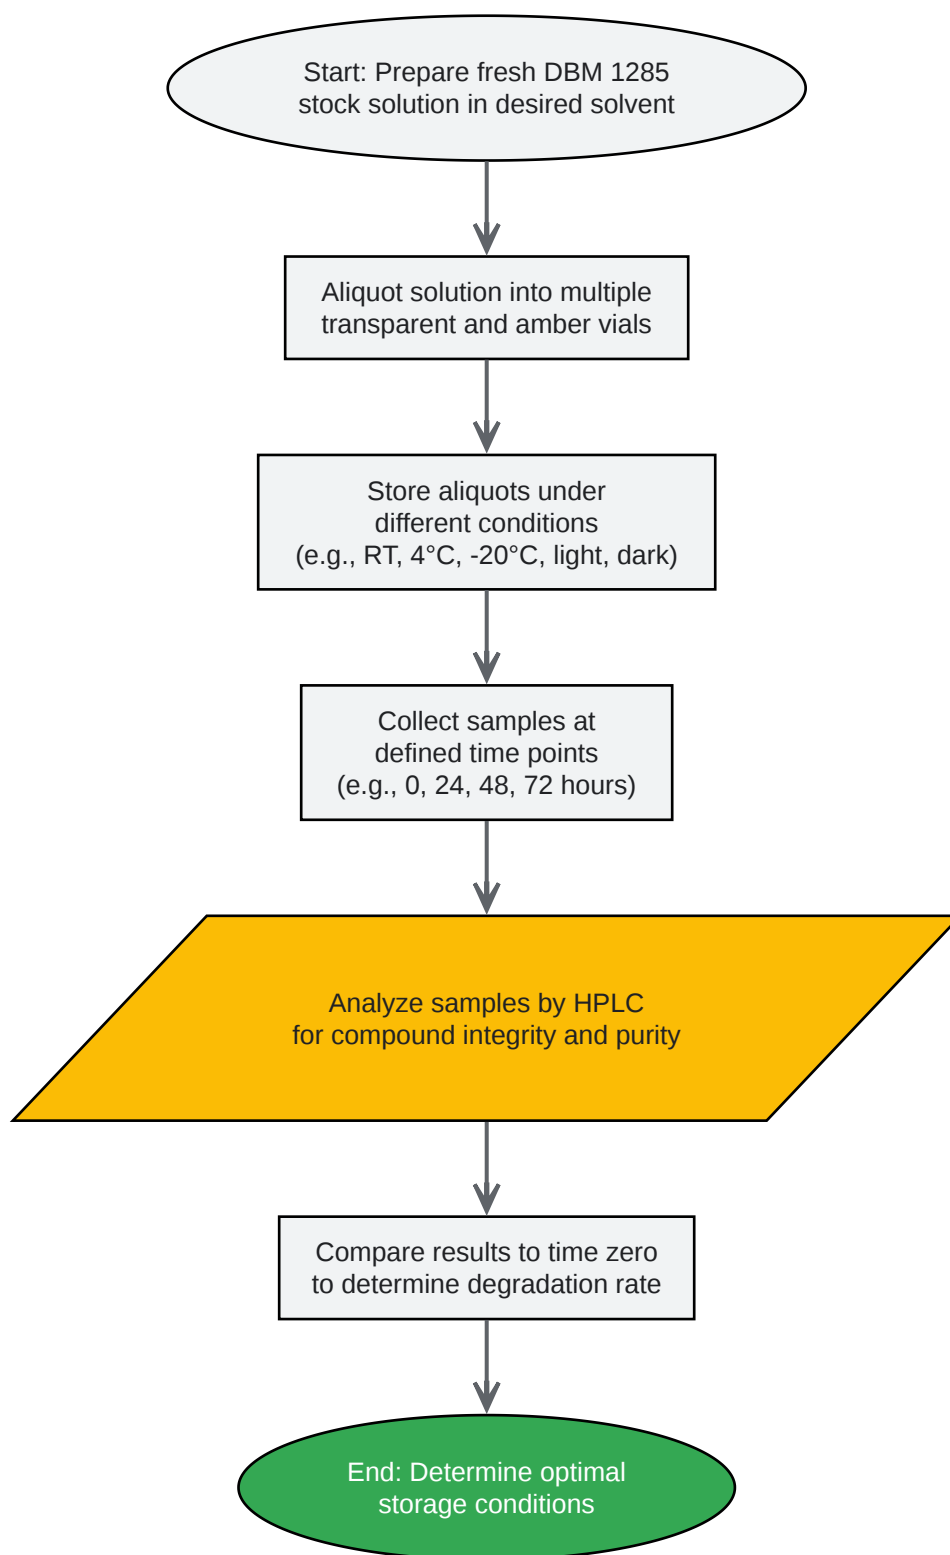 Start: Prepare fresh DBM 1285
stock solution in desired solvent
Aliquot solution into multiple
transparent and amber vials
Store aliquots under
different conditions
(e.g., RT, 4°C, -20°C, light, dark)
Collect samples at
defined time points
(e.g., 0, 24, 48, 72 hours)
Analyze samples by HPLC
for compound integrity and purity
Compare results to time zero
to determine degradation rate
End: Determine optimal
storage conditions